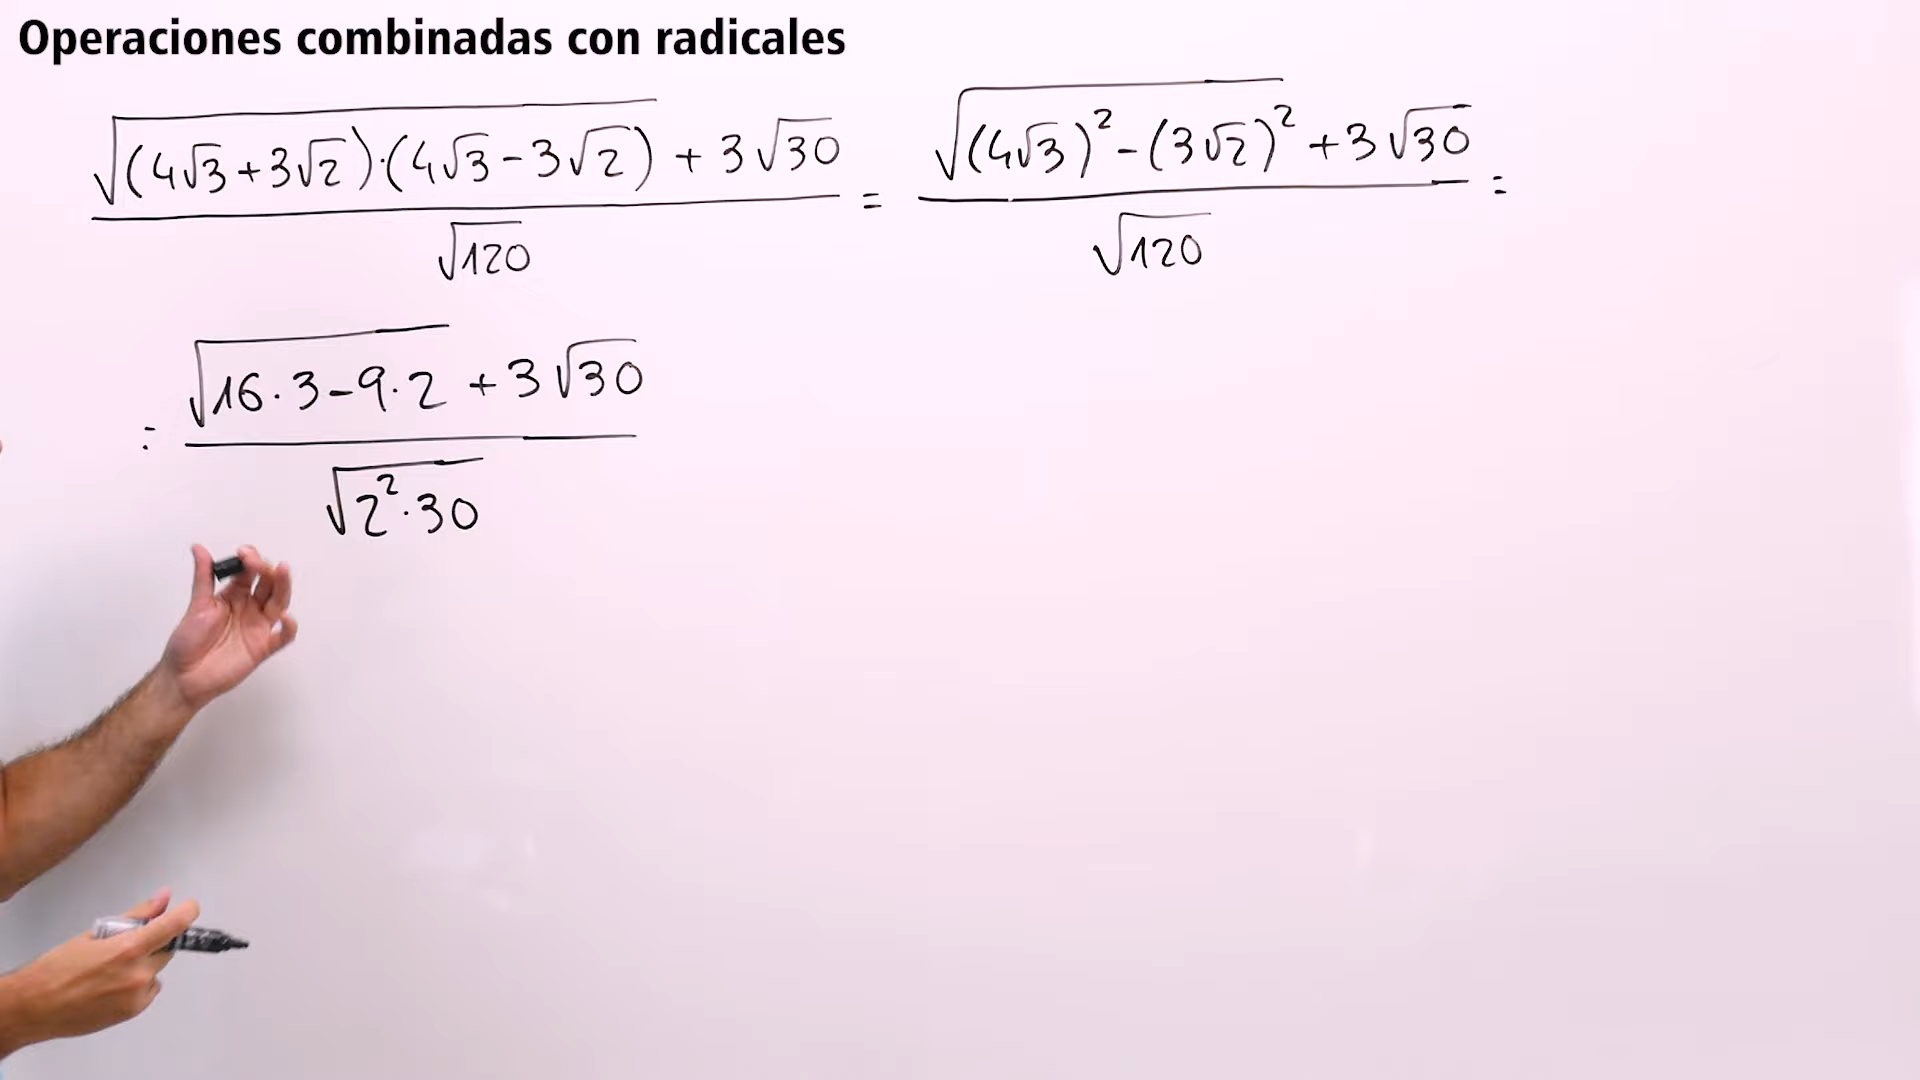 Operaciones combinadas con radicales
√((4√3+3√2)·(4√3-3√2)) + 3√30 / √120 = √((4√3)²-(3√2)²) + 3√30 / √120 =
= √(16·3-9·2) + 3√30 / √(2²·30)